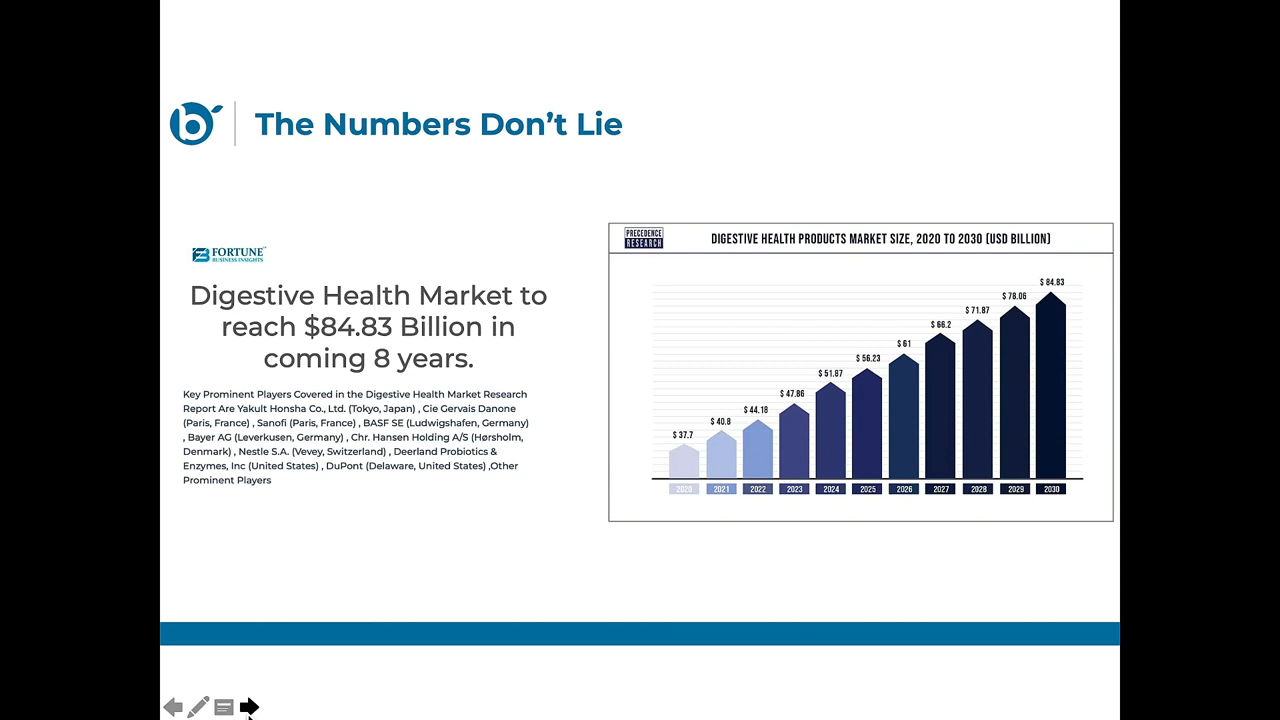 b
The Numbers Don't Lie
FORTUNE
BUSINESS INSIGHTS
Digestive Health Market to
reach $84.83 Billion in
coming 8 years.
Key Prominent Players Covered in the Digestive Health Market Research
Report Are Yakult Honsha Co., Ltd. (Tokyo, Japan) , Cie Gervais Danone
(Paris, France) , Sanofi (Paris, France) , BASF SE (Ludwigshafen, Germany)
, Bayer AG (Leverkusen, Germany) , Chr. Hansen Holding A/S (Hørsholm,
Denmark) , Nestle S.A. (Vevey, Switzerland) , Deerland Probiotics &
Enzymes, Inc (United States) , DuPont (Delaware, United States) ,Other
Prominent Players
PRECEDENCE
RESEARCH
DIGESTIVE HEALTH PRODUCTS MARKET SIZE, 2020 TO 2030 (USD BILLION)
$ 37.7
$ 40.8
$ 44.18
$ 47.86
$ 51.87
$ 56.23
$ 61
$ 66.2
$ 71.87
$ 78.06
$ 84.83
2020
2021
2022
2023
2024
2025
2026
2027
2028
2029
2030